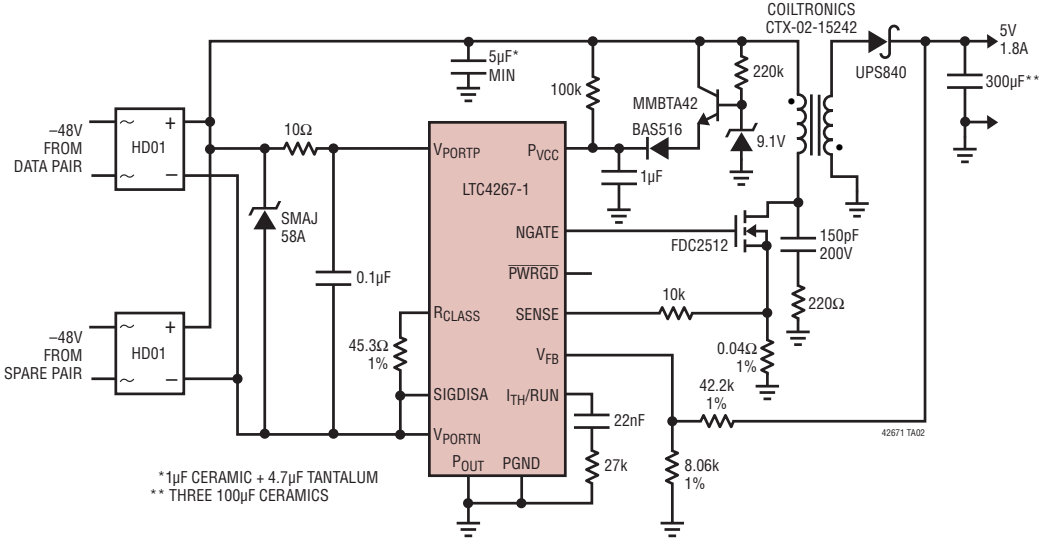 COILTRONICS
CTX-02-15242
5V
1.8A
UPS840
300µF**
5µF*
MIN
100k
220k
MMBTA42
BAS516
9.1V
1µF
–48V
FROM
DATA PAIR
~
~
+
–
HD01
10Ω
SMAJ
58A
0.1µF
–48V
FROM
SPARE PAIR
~
~
+
–
HD01
45.3Ω
1%
VPORTP
PVCC
LTC4267-1
NGATE
PWRGD
RCLASS
SENSE
VFB
SIGDISA
ITH/RUN
VPORTN
POUT
PGND
FDC2512
150pF
200V
220Ω
10k
0.04Ω
1%
42.2k
1%
22nF
27k
8.06k
1%
42671 TA02
*1µF CERAMIC + 4.7µF TANTALUM
** THREE 100µF CERAMICS